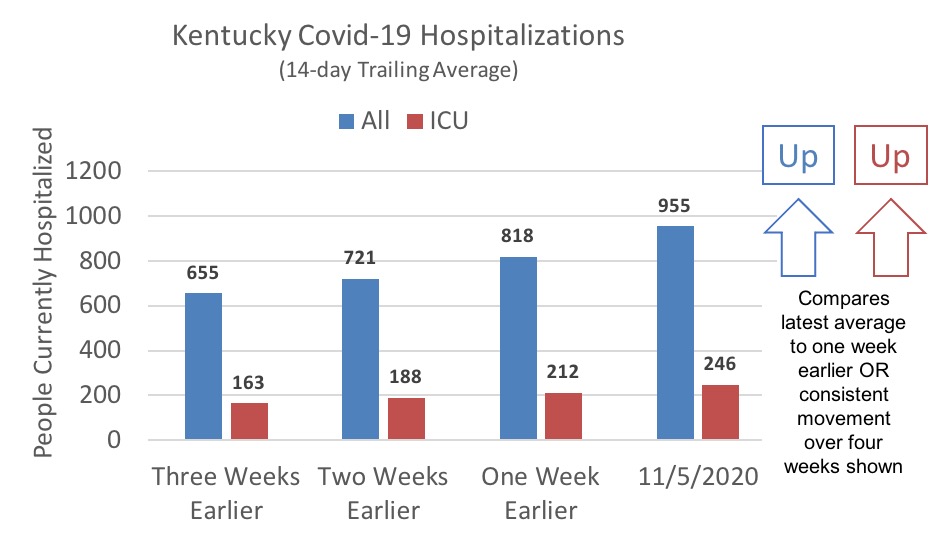 Kentucky Covid-19 Hospitalizations
(14-day Trailing Average)
All ICU
People Currently Hospitalized
1200
1000
800
600
400
200
0
655
163
721
188
818
212
955
246
Three Weeks
Earlier
Two Weeks
Earlier
One Week
Earlier
11/5/2020
Up
Up
Compares
latest average
to one week
earlier OR
consistent
movement
over four
weeks shown